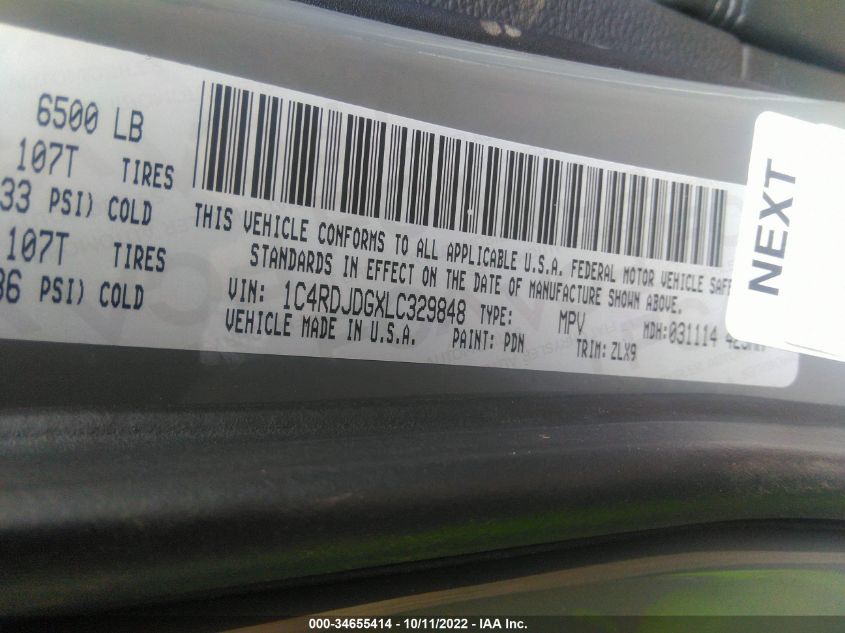 6500 LB
107T TIRES
33 PSI) COLD
107T TIRES
36 PSI) COLD
THIS VEHICLE CONFORMS TO ALL APPLICABLE U.S.A. FEDERAL MOTOR VEHICLE SAF
STANDARDS IN EFFECT ON THE DATE OF MANUFACTURE SHOWN ABOVE.
VIN: 1C4RDJDGXLC329848 TYPE: MPV MDH:031114
VEHICLE MADE IN U.S.A. PAINT: PDN TRIM: ZLX9
NEXT
000-34655414 - 10/11/2022 - IAA Inc.